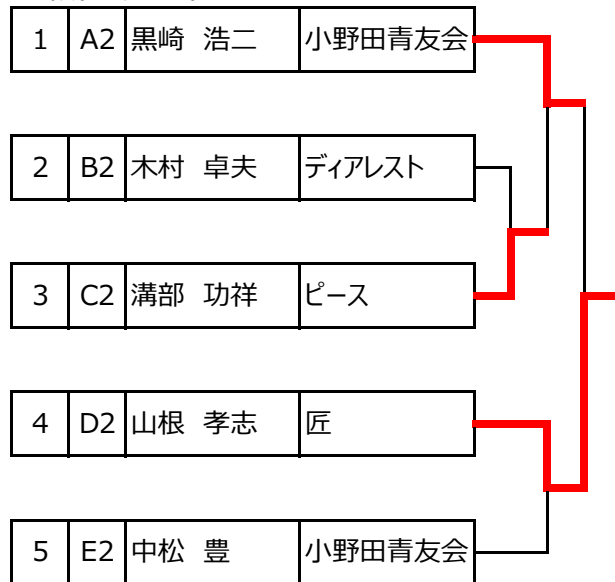 1 A2 黒崎 浩二 小野田青友会
2 B2 木村 卓夫 ディアレスト
3 C2 溝部 功祥 ピース
4 D2 山根 孝志 匠
5 E2 中松 豊 小野田青友会